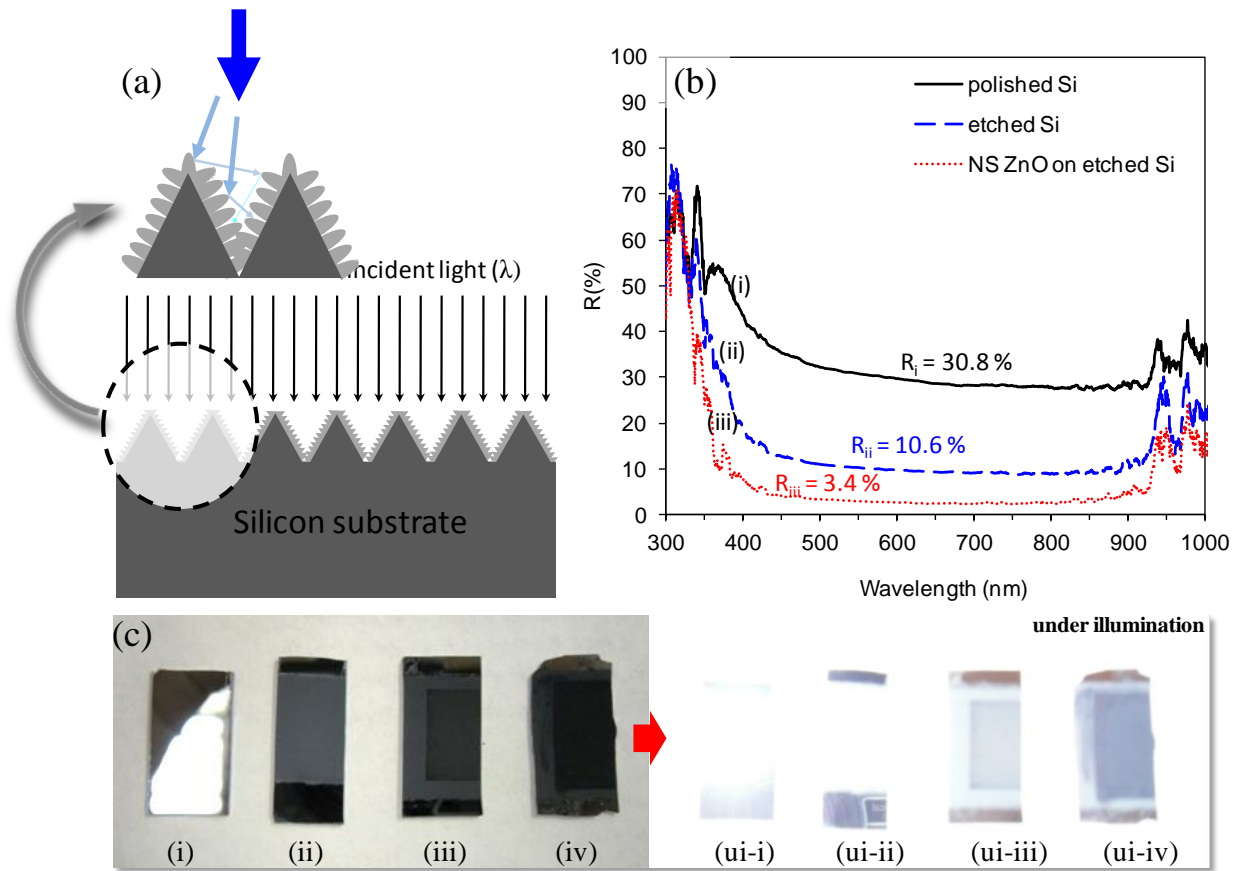 (a)
incident light (λ)
Silicon substrate
(b)
R(%)
100
90
80
70
60
50
40
30
20
10
0
polished Si
etched Si
NS ZnO on etched Si
(i)
(ii)
(iii)
Ri = 30.8 %
Rii = 10.6 %
Riii = 3.4 %
300 400 500 600 700 800 900 1000
Wavelength (nm)
(c)
under illumination
(i) (ii) (iii) (iv) (ui-i) (ui-ii) (ui-iii) (ui-iv)